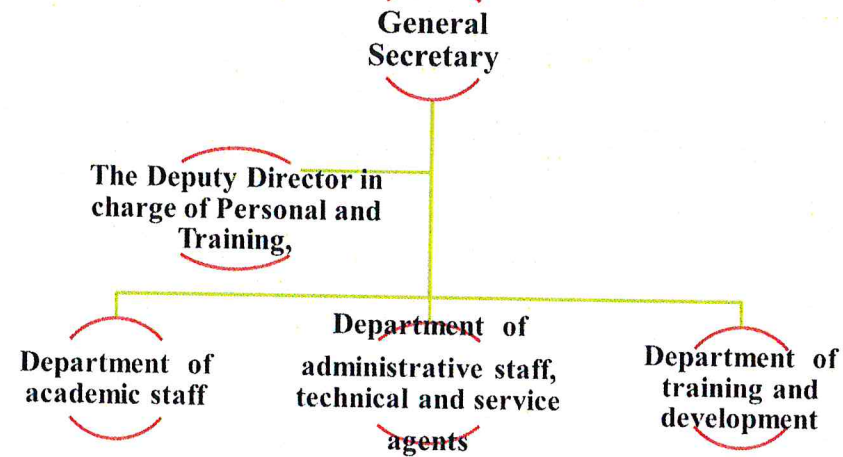 General
Secretary
The Deputy Director in
charge of Personal and
Training,
Department of
academic staff
Department of
administrative staff,
technical and service
agents
Department of
training and
development